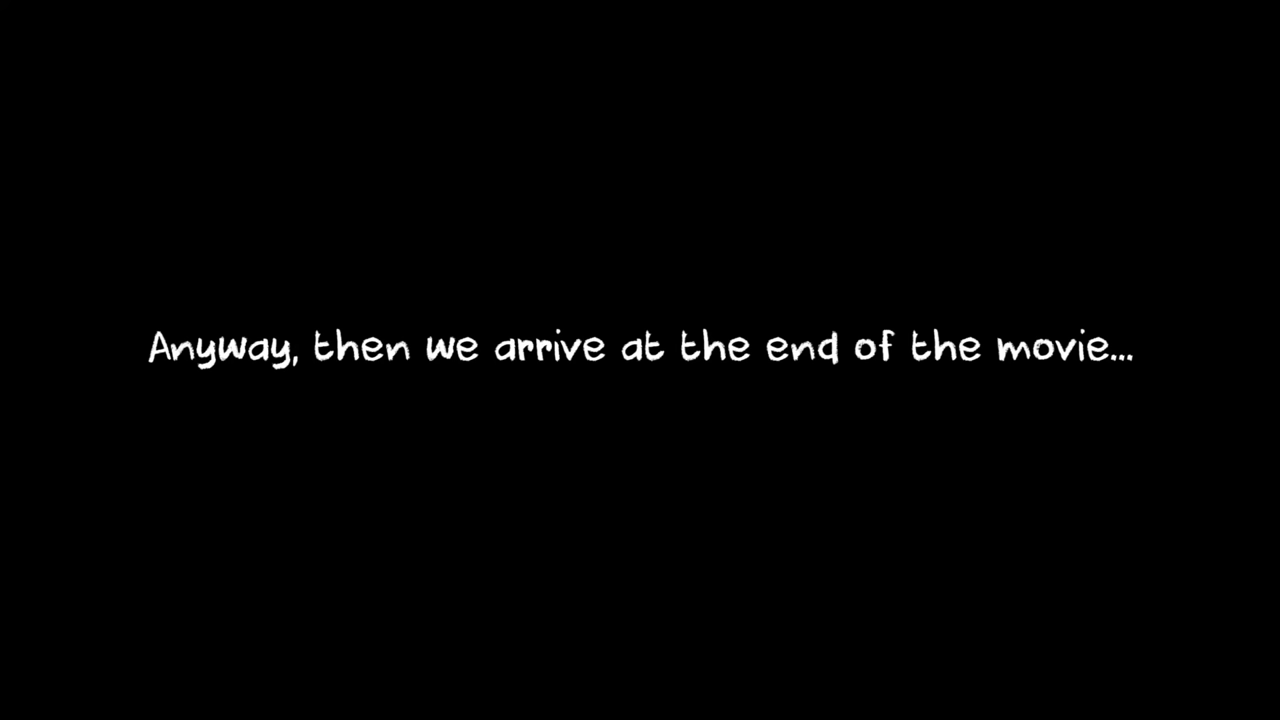 Anyway, then we arrive at the end of the movie...